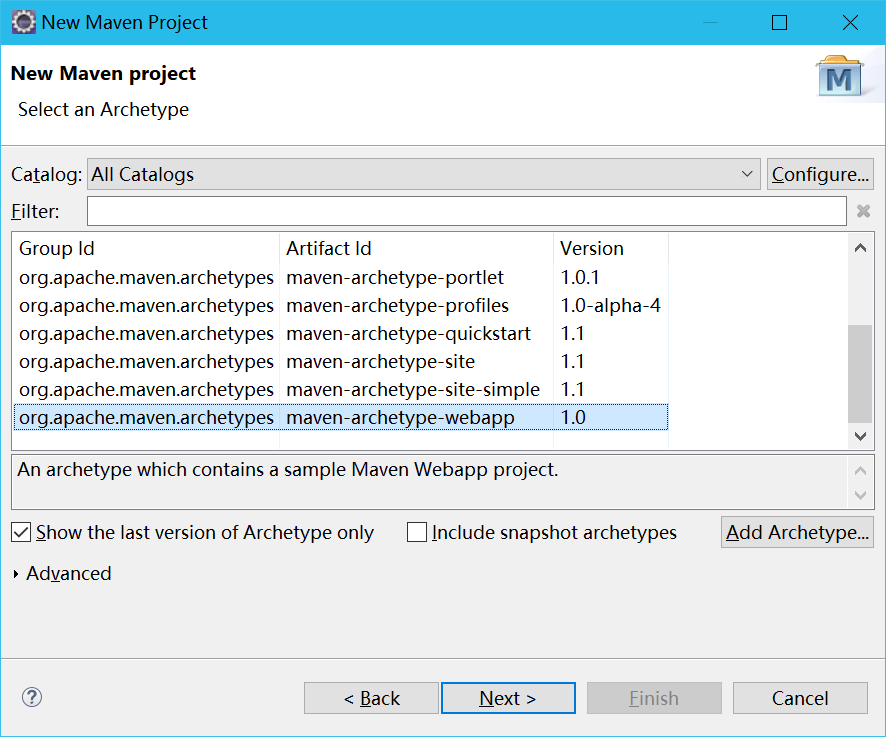 New Maven Project
New Maven project
Select an Archetype
M
Catalog: All Catalogs Configure...
Filter:
Group Id Artifact Id Version
org.apache.maven.archetypes maven-archetype-portlet 1.0.1
org.apache.maven.archetypes maven-archetype-profiles 1.0-alpha-4
org.apache.maven.archetypes maven-archetype-quickstart 1.1
org.apache.maven.archetypes maven-archetype-site 1.1
org.apache.maven.archetypes maven-archetype-site-simple 1.1
org.apache.maven.archetypes maven-archetype-webapp 1.0
An archetype which contains a sample Maven Webapp project.
Show the last version of Archetype only Include snapshot archetypes Add Archetype...
Advanced
? < Back Next > Finish Cancel